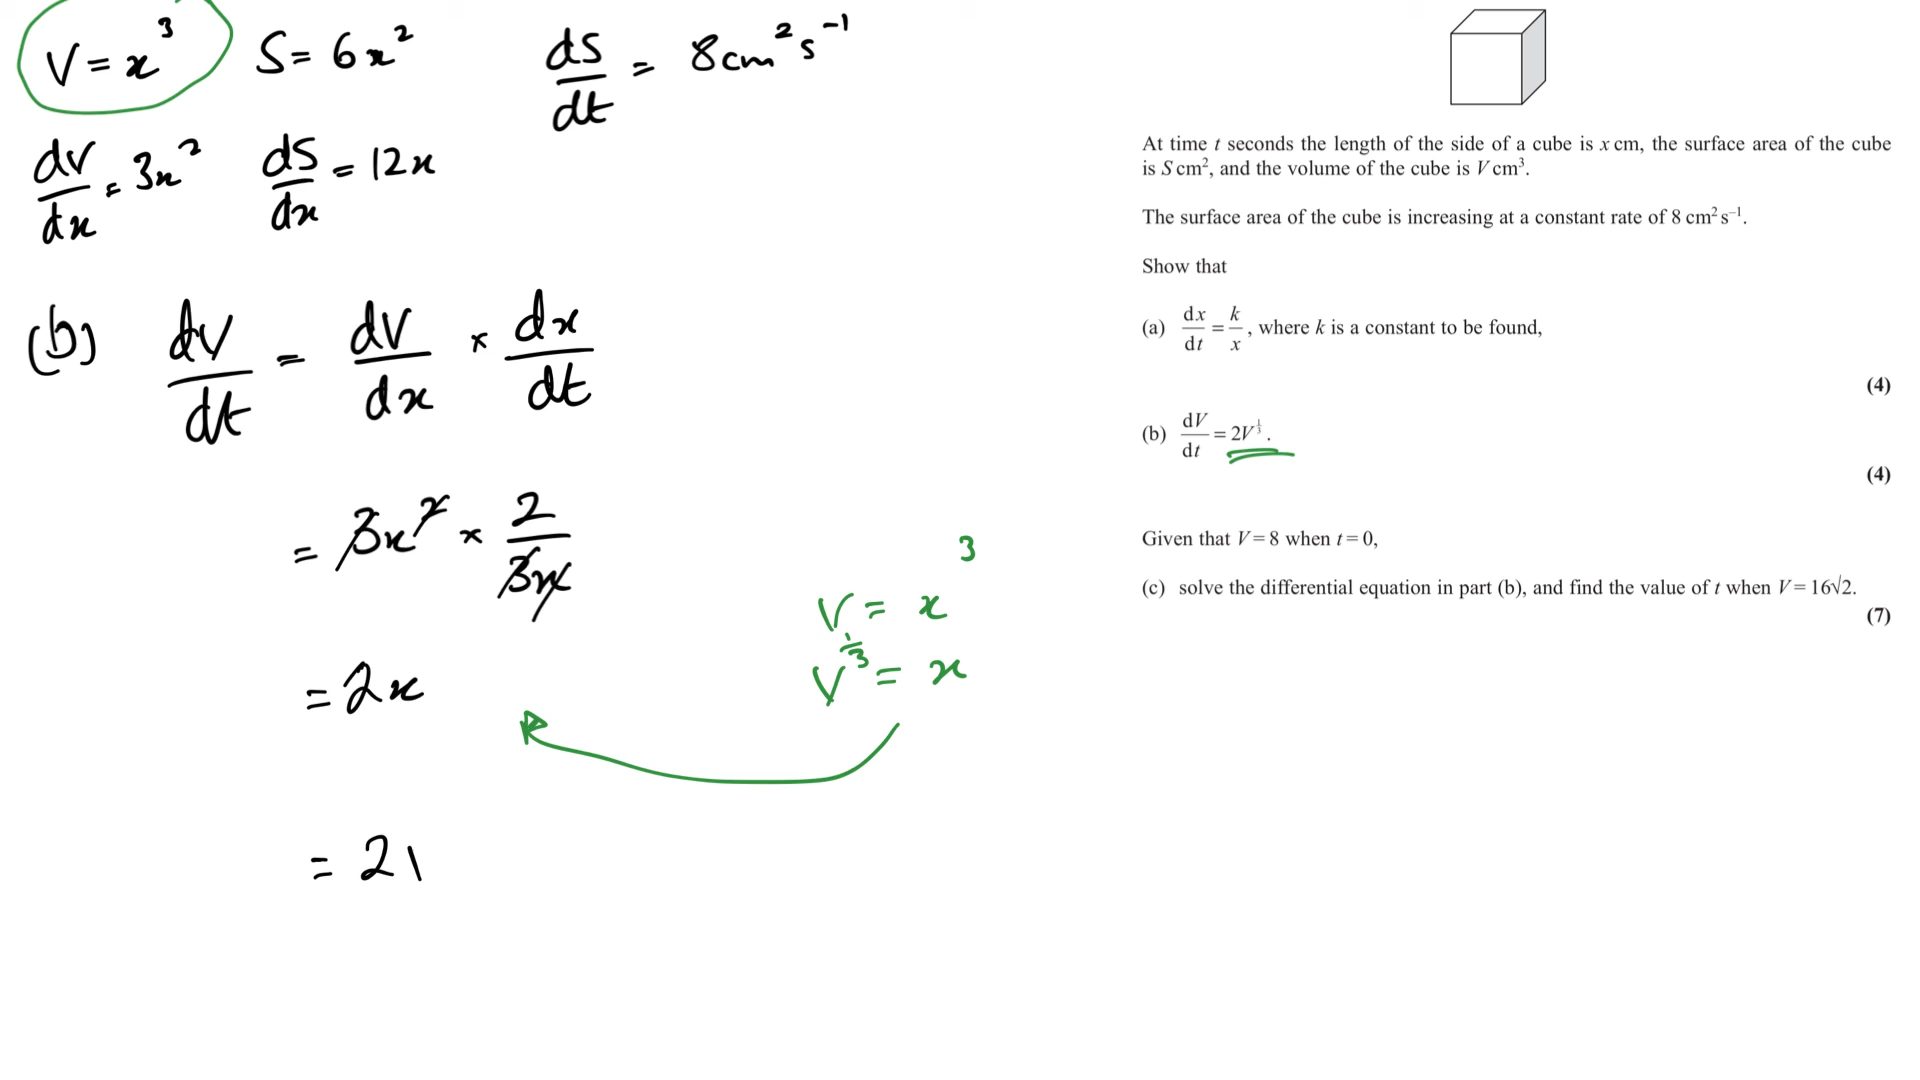 V = x³ S = 6x² dS/dt = 8cm²s⁻¹
dV/dx = 3x² dS/dx = 12x
(b) dV/dt = dV/dx × dx/dt
= 3x² × 2/3x
= 2x
V = x³
V^1/3 = x
= 2
At time t seconds the length of the side of a cube is x cm, the surface area of the cube
is S cm², and the volume of the cube is V cm³.
The surface area of the cube is increasing at a constant rate of 8 cm² s⁻¹.
Show that
(a) dx/dt = k/x, where k is a constant to be found,
(4)
(b) dV/dt = 2V^1/3.
(4)
Given that V = 8 when t = 0,
(c) solve the differential equation in part (b), and find the value of t when V = 16√2.
(7)